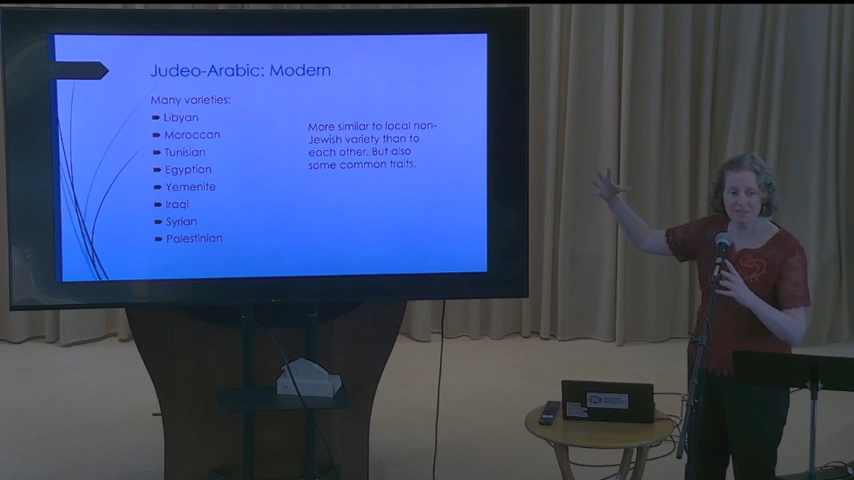 Judeo-Arabic: Modern
Many varieties:
Libyan
Moroccan
Tunisian
Egyptian
Yemenite
Iraqi
Syrian
Palestinian
More similar to local non-
Jewish variety than to
each other. But also
some common traits.